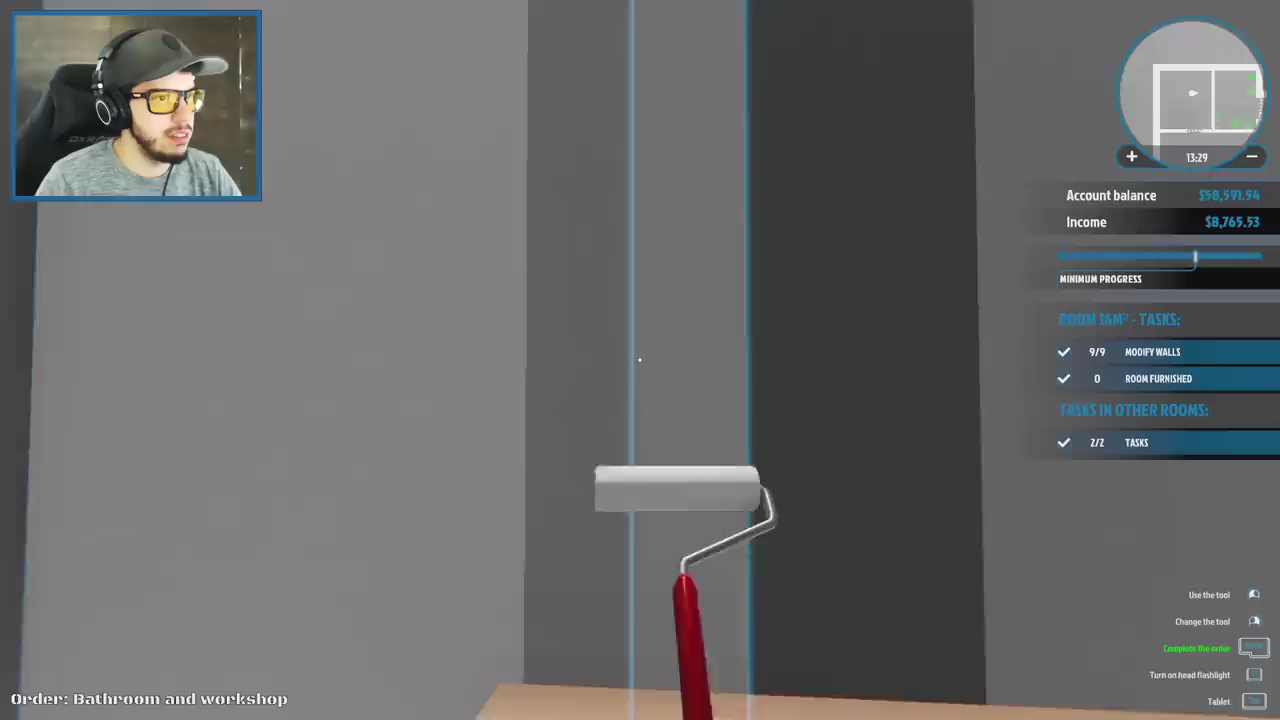 13:29
Account balance $58,591.54
Income $8,765.53
MINIMUM PROGRESS
ROOM 16M² - TASKS:
9/9 MODIFY WALLS
0 ROOM FURNISHED
TASKS IN OTHER ROOMS:
2/2 TASKS
Use the tool
Change the tool
Complete the order
Turn on head flashlight
Tablet
Order: Bathroom and workshop